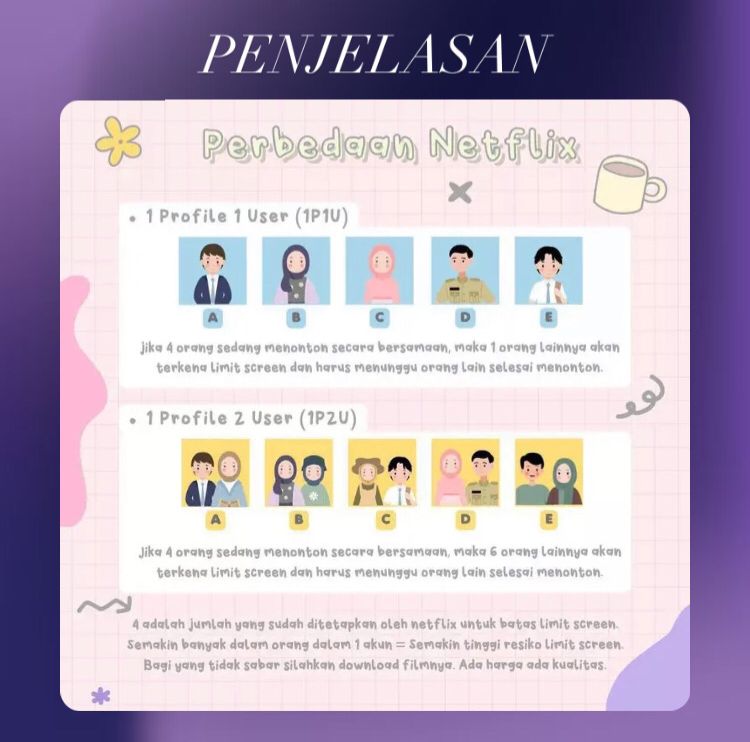 PENJELASAN
Perbedaan Netflix
• 1 Profile 1 User (1P1U)
A B C D E
Jika 4 orang sedang menonton secara bersamaan, maka 1 orang lainnya akan
terkena limit screen dan harus menunggu orang lain selesai menonton.
• 1 Profile 2 User (1P2U)
A B C D E
Jika 4 orang sedang menonton secara bersamaan, maka 6 orang lainnya akan
terkena limit screen dan harus menunggu orang lain selesai menonton.
4 adalah jumlah yang sudah ditetapkan oleh netflix untuk batas limit screen.
Semakin banyak dalam orang dalam 1 akun = Semakin tinggi resiko limit screen.
Bagi yang tidak sabar silahkan download filmnya. Ada harga ada kualitas.